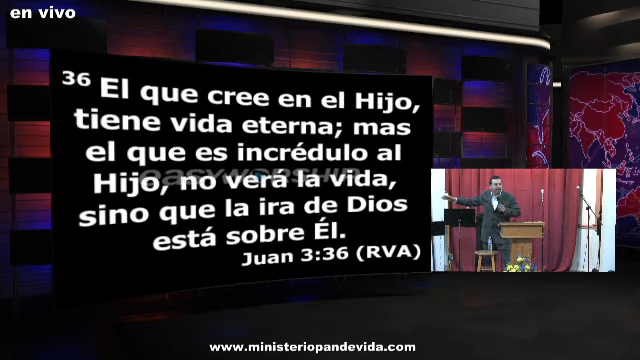 en vivo
36 El que cree en el Hijo,
tiene vida eterna; mas
el que es incrédulo al
Hijo, no verá la vida,
sino que la ira de Dios
está sobre Él.
Juan 3:36 (RVA)
www.ministeriopandevida.com